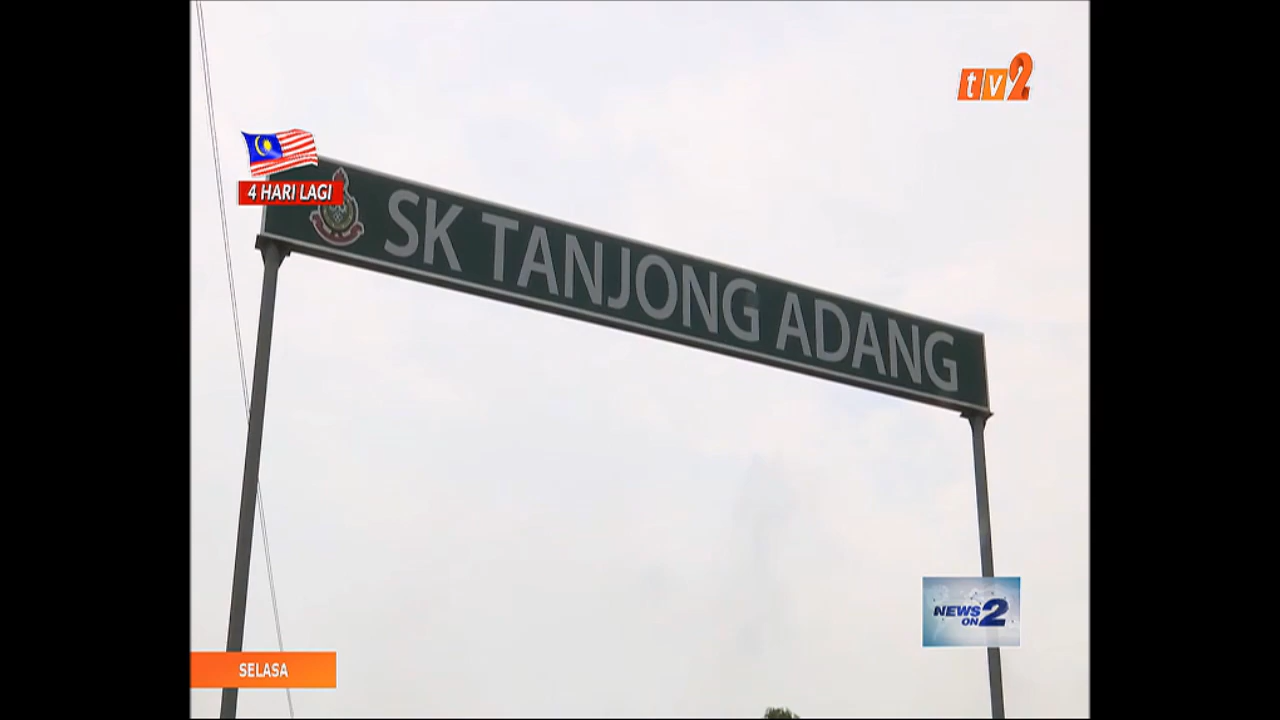 tv2
4 HARI LAGI
SK TANJONG ADANG
NEWS
ON 2
SELASA